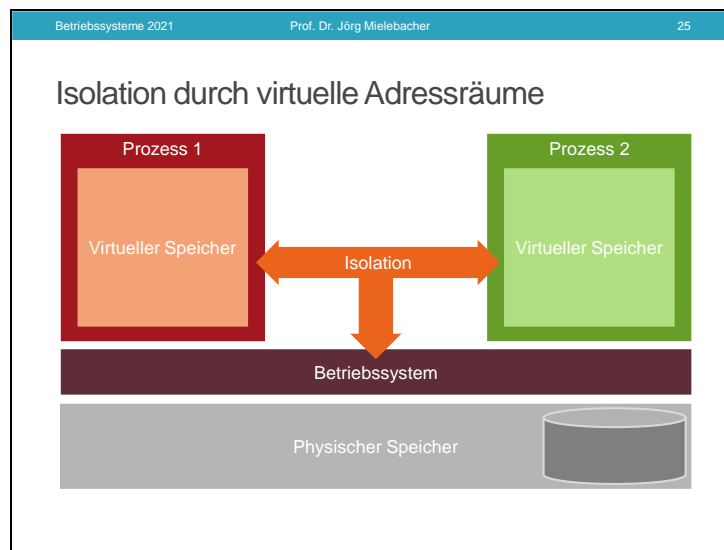 Betriebssysteme 2021 Prof. Dr. Jörg Mielebacher 25
Isolation durch virtuelle Adressräume
Prozess 1 Prozess 2
Virtueller Speicher Virtueller Speicher
Isolation
Betriebssystem
Physischer Speicher